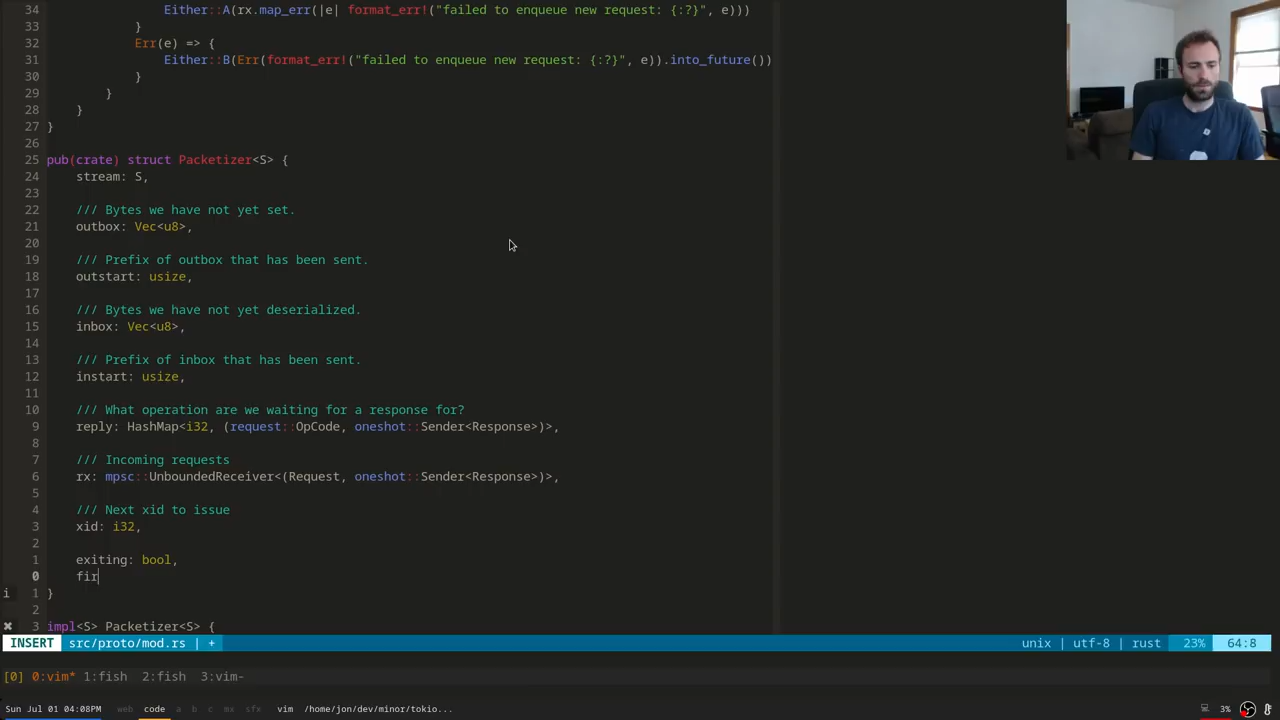 34                 Either::A(rx.map_err(|e| format_err!("failed to enqueue new request: {:?}", e)))
33             }
32             Err(e) => {
31                 Either::B(Err(format_err!("failed to enqueue new request: {:?}", e)).into_future())
30             }
29         }
28     }
27 }
26
25 pub(crate) struct Packetizer<S> {
24     stream: S,
23
22     /// Bytes we have not yet set.
21     outbox: Vec<u8>,
20
19     /// Prefix of outbox that has been sent.
18     outstart: usize,
17
16     /// Bytes we have not yet deserialized.
15     inbox: Vec<u8>,
14
13     /// Prefix of inbox that has been sent.
12     instart: usize,
11
10     /// What operation are we waiting for a response for?
9     reply: HashMap<i32, (request::OpCode, oneshot::Sender<Response>)>,
8
7     /// Incoming requests
6     rx: mpsc::UnboundedReceiver<(Request, oneshot::Sender<Response>)>,
5
4     /// Next xid to issue
3     xid: i32,
2
1     exiting: bool,
0     fir
i 1 }
2
✖ 3 impl<S> Packetizer<S> {
INSERT src/proto/mod.rs | + unix | utf-8 | rust 23% 64:8
[0] 0:vim* 1:fish 2:fish 3:vim-
Sun Jul 01 04:08PM web code a b c ma sfx vim /home/jon/dev/minor/tokio... 3%